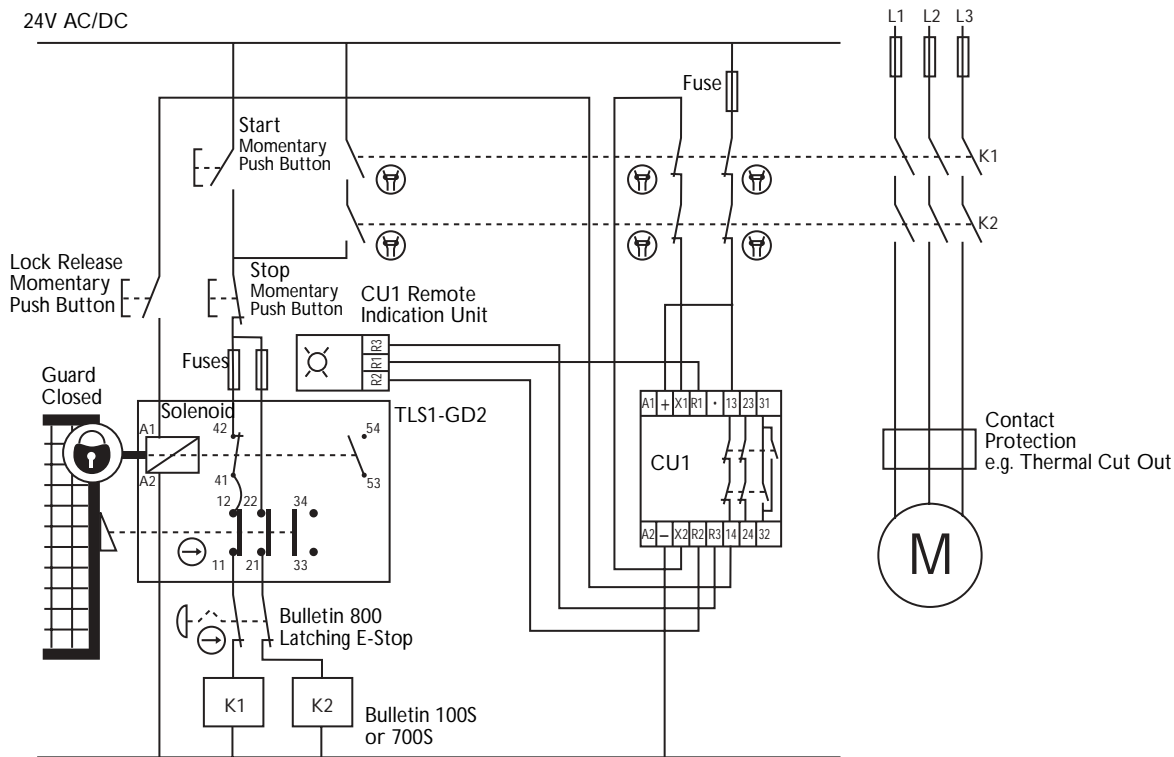 24V AC/DC
L1 L2 L3
Fuse
Start
Momentary
Push Button
K1
K2
Lock Release
Momentary
Push Button
Stop
Momentary
Push Button
CU1 Remote
Indication Unit
R3
R1
R2
Fuses
Guard
Closed
Solenoid
TLS1-GD2
A1
A2
42
41
54
53
12 22 34
11 21 33
A1 + X1 R1 · 13 23 31
CU1
A2 − X2 R2 R3 14 24 32
Contact
Protection
e.g. Thermal Cut Out
M
Bulletin 800
Latching E-Stop
K1
K2
Bulletin 100S
or 700S